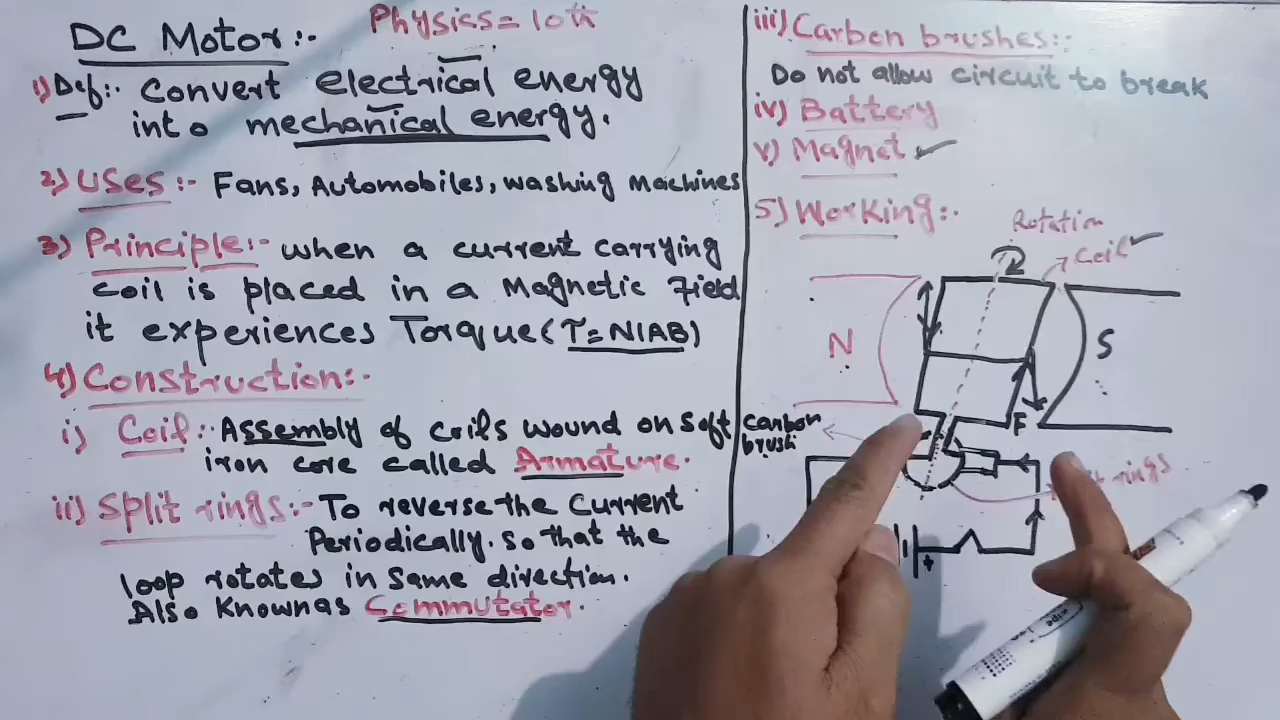 DC Motor:-
Physics = 10th
1) Def:- Convert electrical energy
into mechanical energy.
2) Uses:- Fans, Automobiles, washing Machines
3) Principle:- when a current carrying
coil is placed in a Magnetic Field
it experiences Torque (τ=NIAB)
4) Construction:-
i) Coil:- Assembly of coils wound on soft
iron core called Armature.
ii) Split rings:- To reverse the current
Periodically. so that the
loop rotates in same direction.
Also Known as Commutator.
iii) Carben brushes:-
Do not allow circuit to break
iv) Battery
v) Magnet ✓
5) Working:-
Rotation
Coil ✓
N
S
F
carbon
brush
rings
+